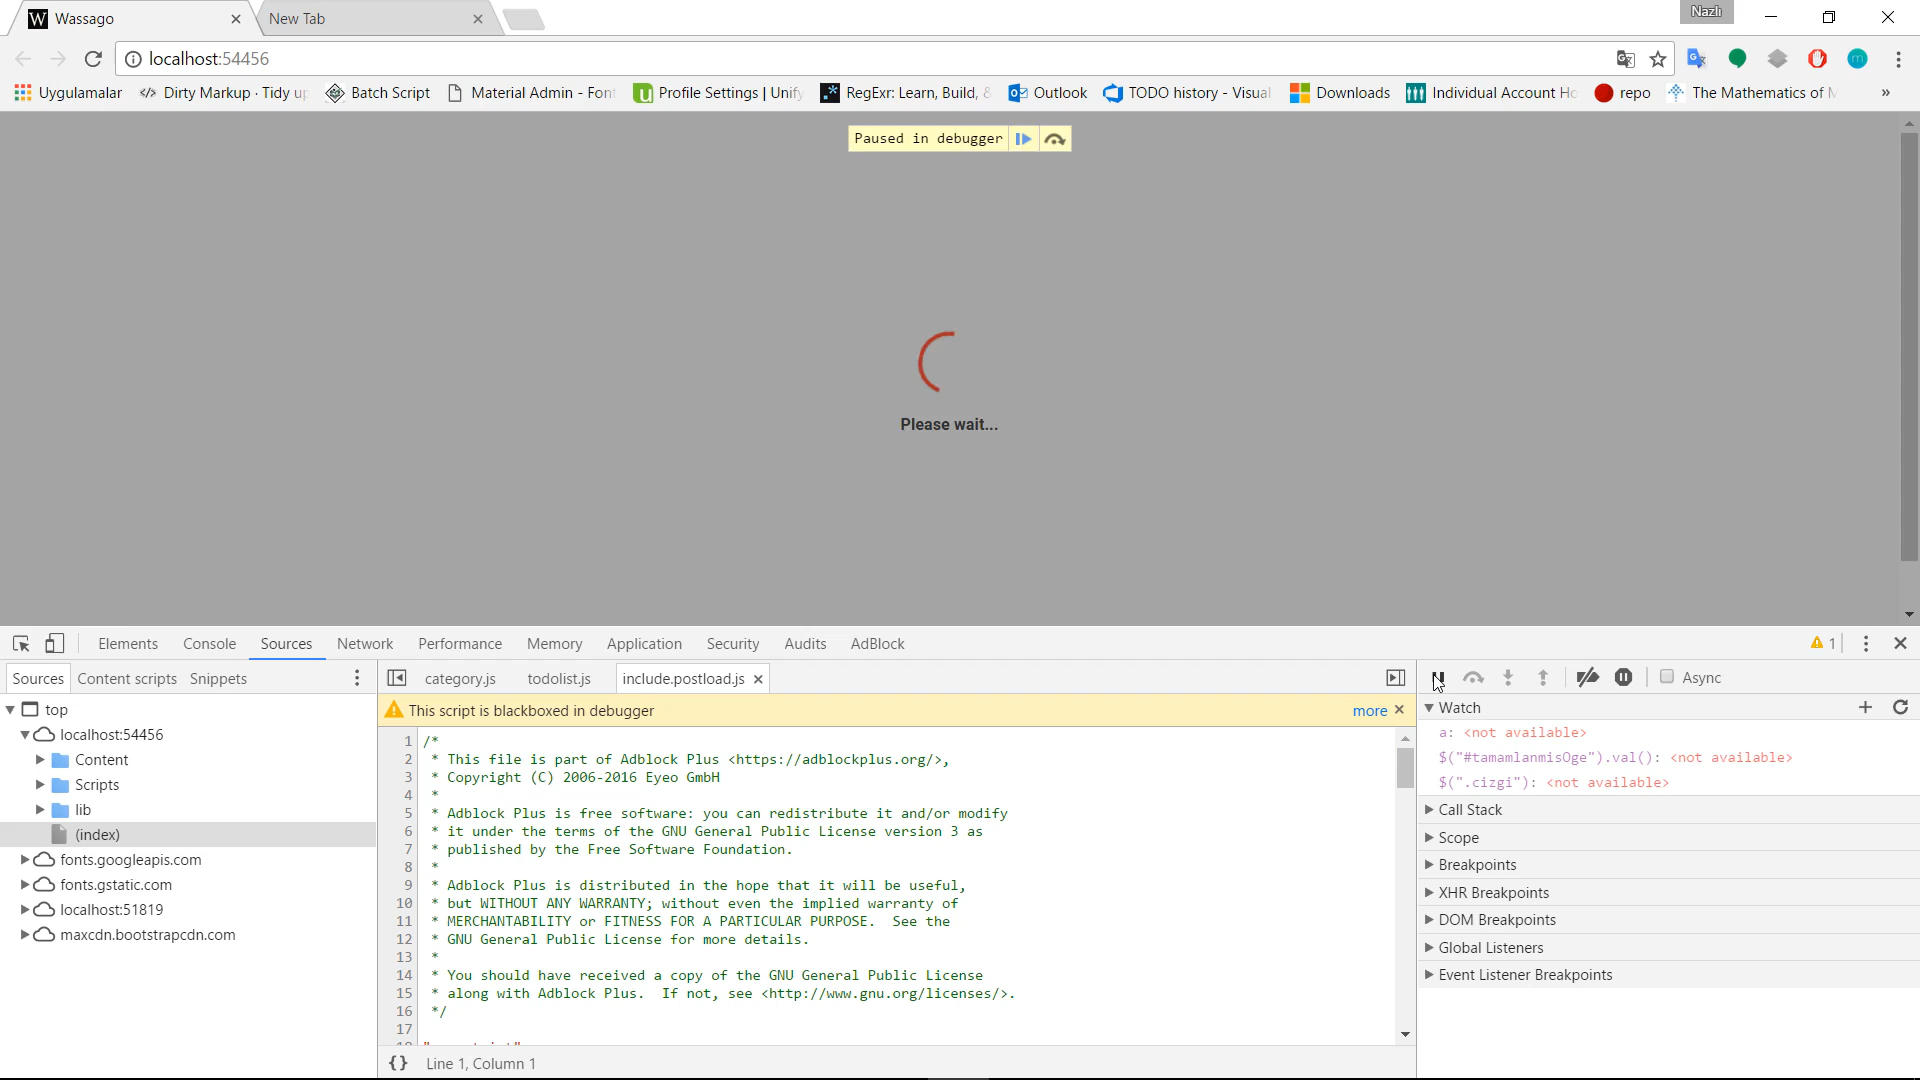 Wassago
New Tab
Nazlı
localhost:54456
Uygulamalar
Dirty Markup · Tidy
Batch Script
Material Admin - Fon
Profile Settings | Unify
RegExr: Learn, Build,
Outlook
TODO history - Visual
Downloads
Individual Account Ho
repo
The Mathematics of
»
Paused in debugger
Please wait...
Elements Console Sources Network Performance Memory Application Security Audits AdBlock
1
Sources Content scripts Snippets
category.js todolist.js include.postload.js
Async
top
localhost:54456
Content
Scripts
lib
(index)
fonts.googleapis.com
fonts.gstatic.com
localhost:51819
maxcdn.bootstrapcdn.com
This script is blackboxed in debugger more
1 /*
2 * This file is part of Adblock Plus <https://adblockplus.org/>,
3 * Copyright (C) 2006-2016 Eyeo GmbH
4 *
5 * Adblock Plus is free software: you can redistribute it and/or modify
6 * it under the terms of the GNU General Public License version 3 as
7 * published by the Free Software Foundation.
8 *
9 * Adblock Plus is distributed in the hope that it will be useful,
10 * but WITHOUT ANY WARRANTY; without even the implied warranty of
11 * MERCHANTABILITY or FITNESS FOR A PARTICULAR PURPOSE.  See the
12 * GNU General Public License for more details.
13 *
14 * You should have received a copy of the GNU General Public License
15 * along with Adblock Plus.  If not, see <http://www.gnu.org/licenses/>.
16 */
17
{} Line 1, Column 1
Watch
a: <not available>
$("#tamamlanmisOge").val(): <not available>
$(".cizgi"): <not available>
Call Stack
Scope
Breakpoints
XHR Breakpoints
DOM Breakpoints
Global Listeners
Event Listener Breakpoints